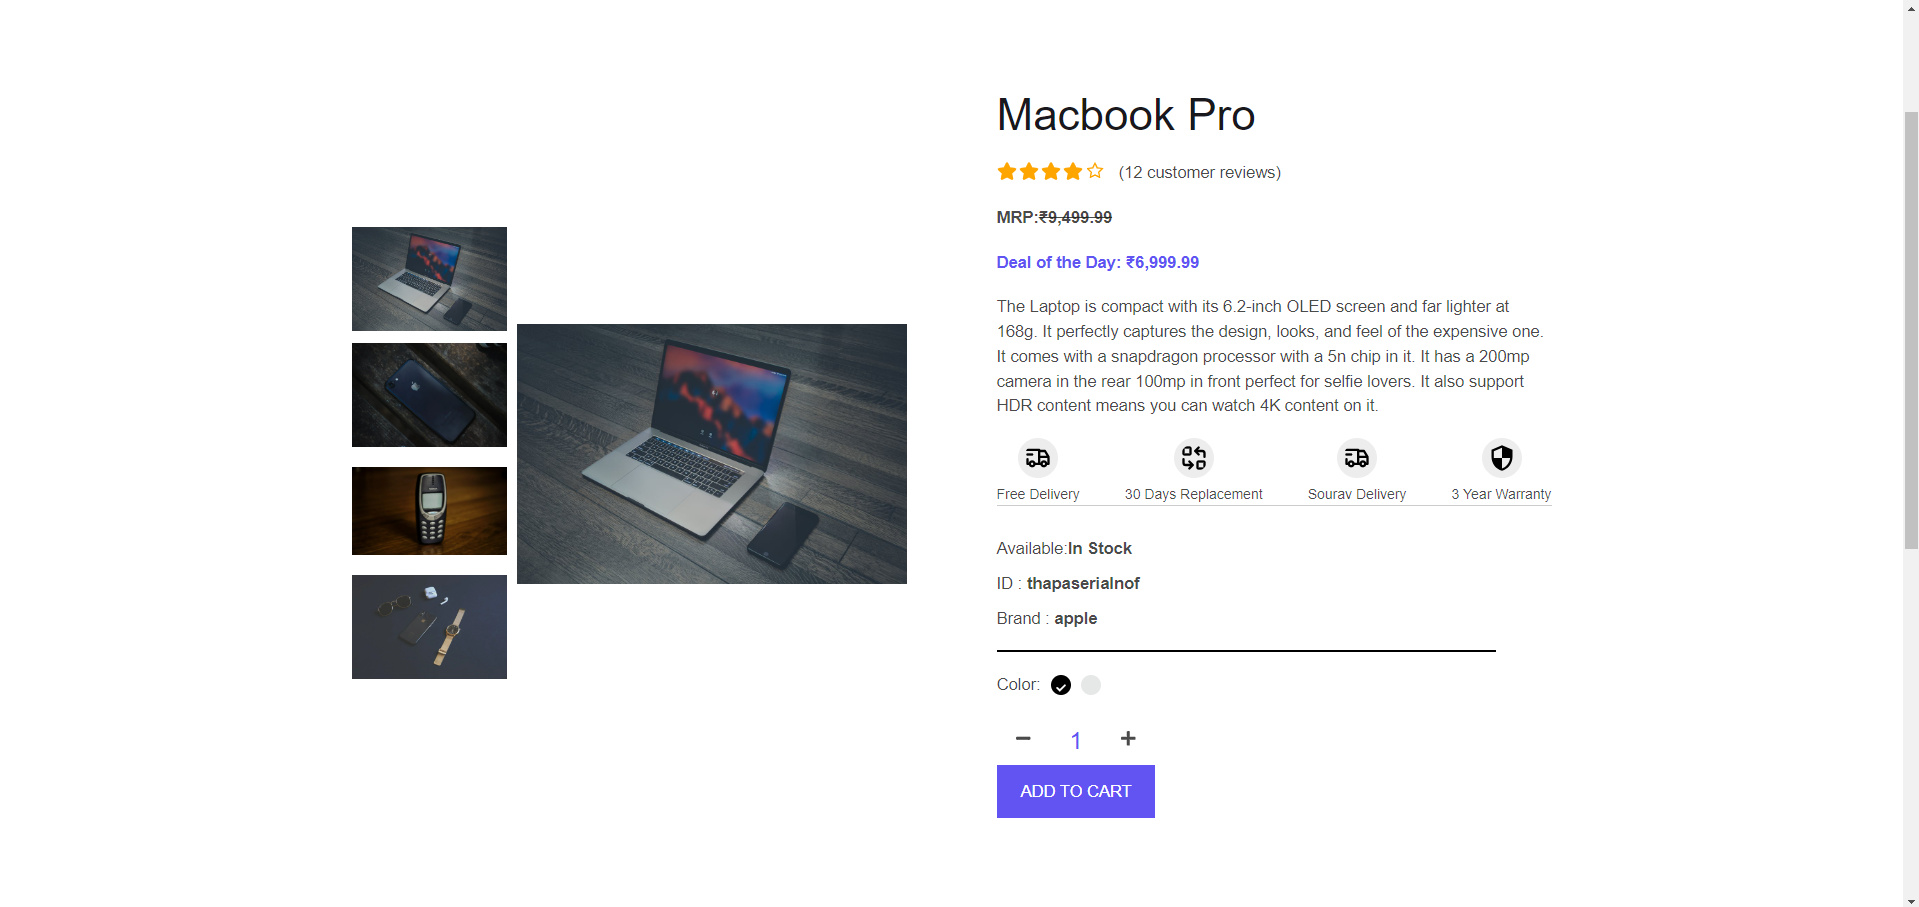 Macbook Pro
(12 customer reviews)
MRP:₹9,499.99
Deal of the Day: ₹6,999.99
The Laptop is compact with its 6.2-inch OLED screen and far lighter at
168g. It perfectly captures the design, looks, and feel of the expensive one.
It comes with a snapdragon processor with a 5n chip in it. It has a 200mp
camera in the rear 100mp in front perfect for selfie lovers. It also support
HDR content means you can watch 4K content on it.
Free Delivery
30 Days Replacement
Sourav Delivery
3 Year Warranty
Available:In Stock
ID : thapaserialnof
Brand : apple
Color:
1
ADD TO CART